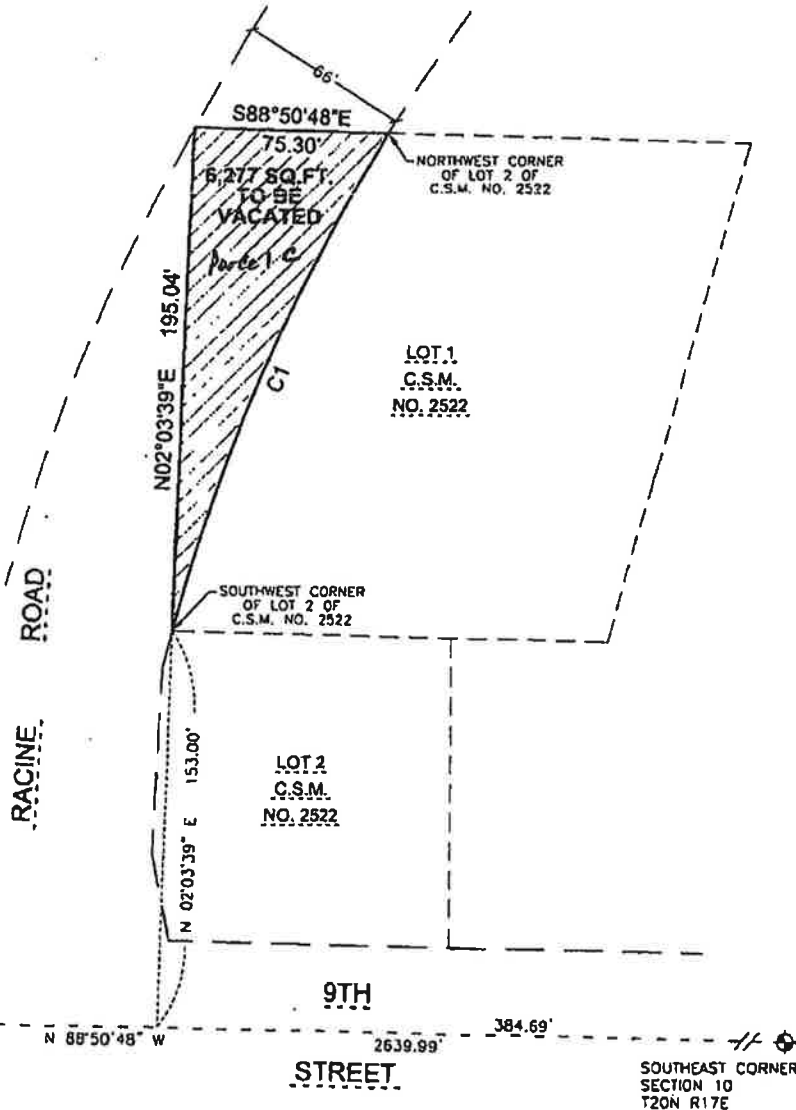 66'
S88°50'48"E
75.30'
NORTHWEST CORNER
OF LOT 2 OF
C.S.M. NO. 2522
6,277 SQ.FT.
TO BE
VACATED
Parcel C
N02°03'39"E 195.04'
C1
LOT 1
C.S.M.
NO. 2522
SOUTHWEST CORNER
OF LOT 2 OF
C.S.M. NO. 2522
RACINE ROAD
N 02°03'39" E 153.00'
LOT 2
C.S.M.
NO. 2522
9TH
N 88°50'48" W
2639.99'
384.69'
STREET
SOUTHEAST CORNER
SECTION 10
T20N R17E